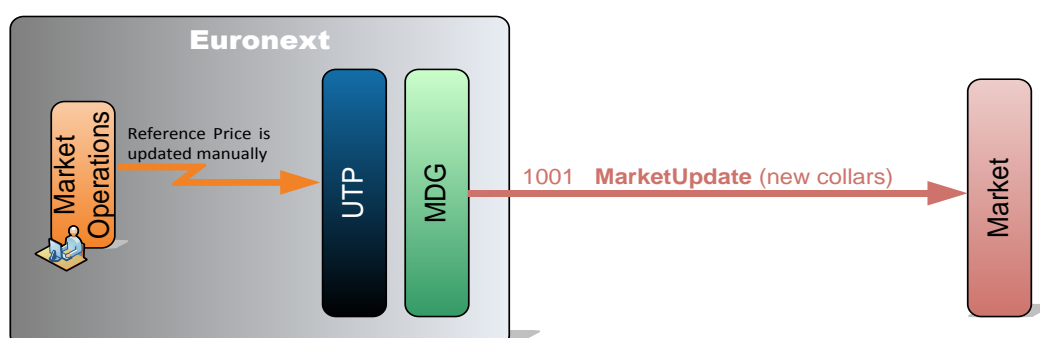 Euronext
Market
Operations
Reference Price is
updated manually
UTP
MDG
1001 MarketUpdate (new collars)
Market